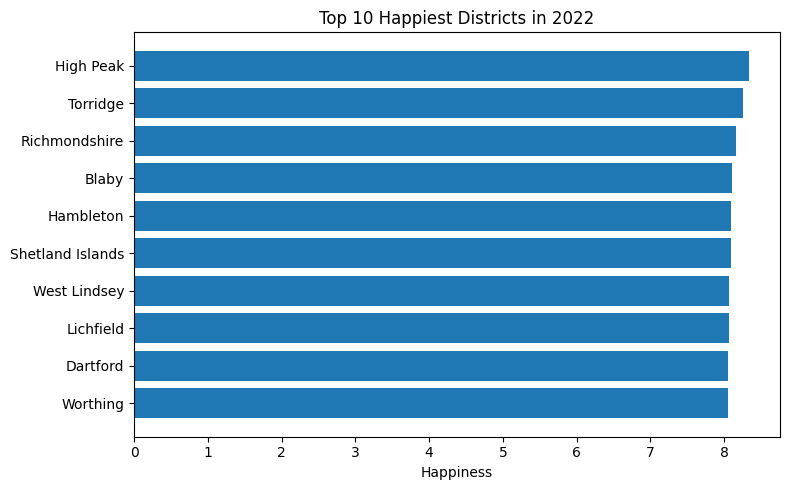 Top 10 Happiest Districts in 2022
High Peak
Torridge
Richmondshire
Blaby
Hambleton
Shetland Islands
West Lindsey
Lichfield
Dartford
Worthing
0 1 2 3 4 5 6 7 8
Happiness